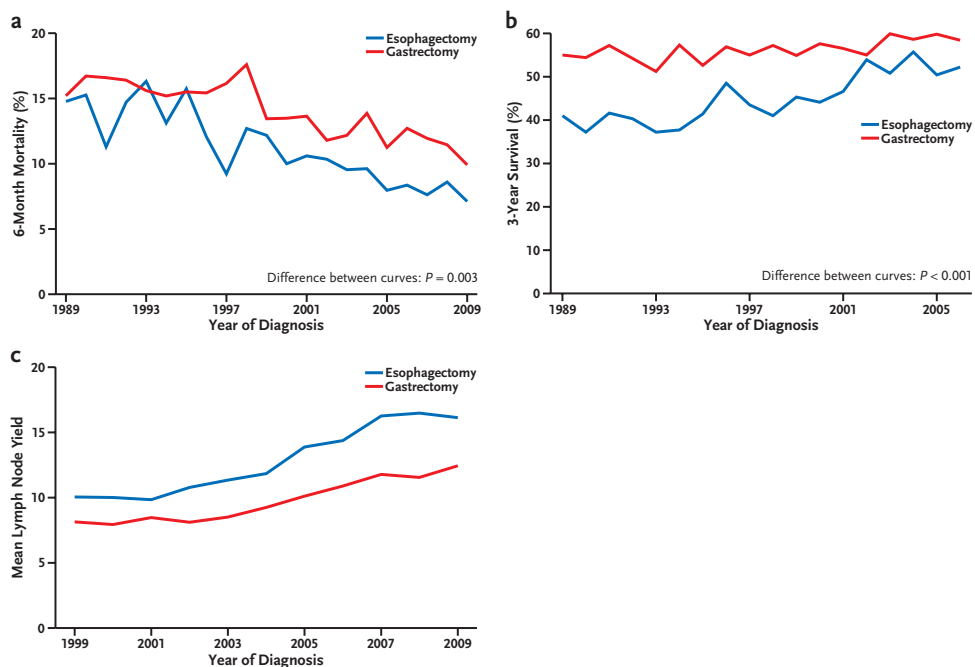 a
20
15
10
5
0
6-Month Mortality (%)
Esophagectomy
Gastrectomy
Difference between curves: P = 0.003
1989 1993 1997 2001 2005 2009
Year of Diagnosis
b
60
50
40
30
20
10
0
3-Year Survival (%)
Esophagectomy
Gastrectomy
Difference between curves: P < 0.001
1989 1993 1997 2001 2005
Year of Diagnosis
c
20
15
10
5
0
Mean Lymph Node Yield
Esophagectomy
Gastrectomy
1999 2001 2003 2005 2007 2009
Year of Diagnosis